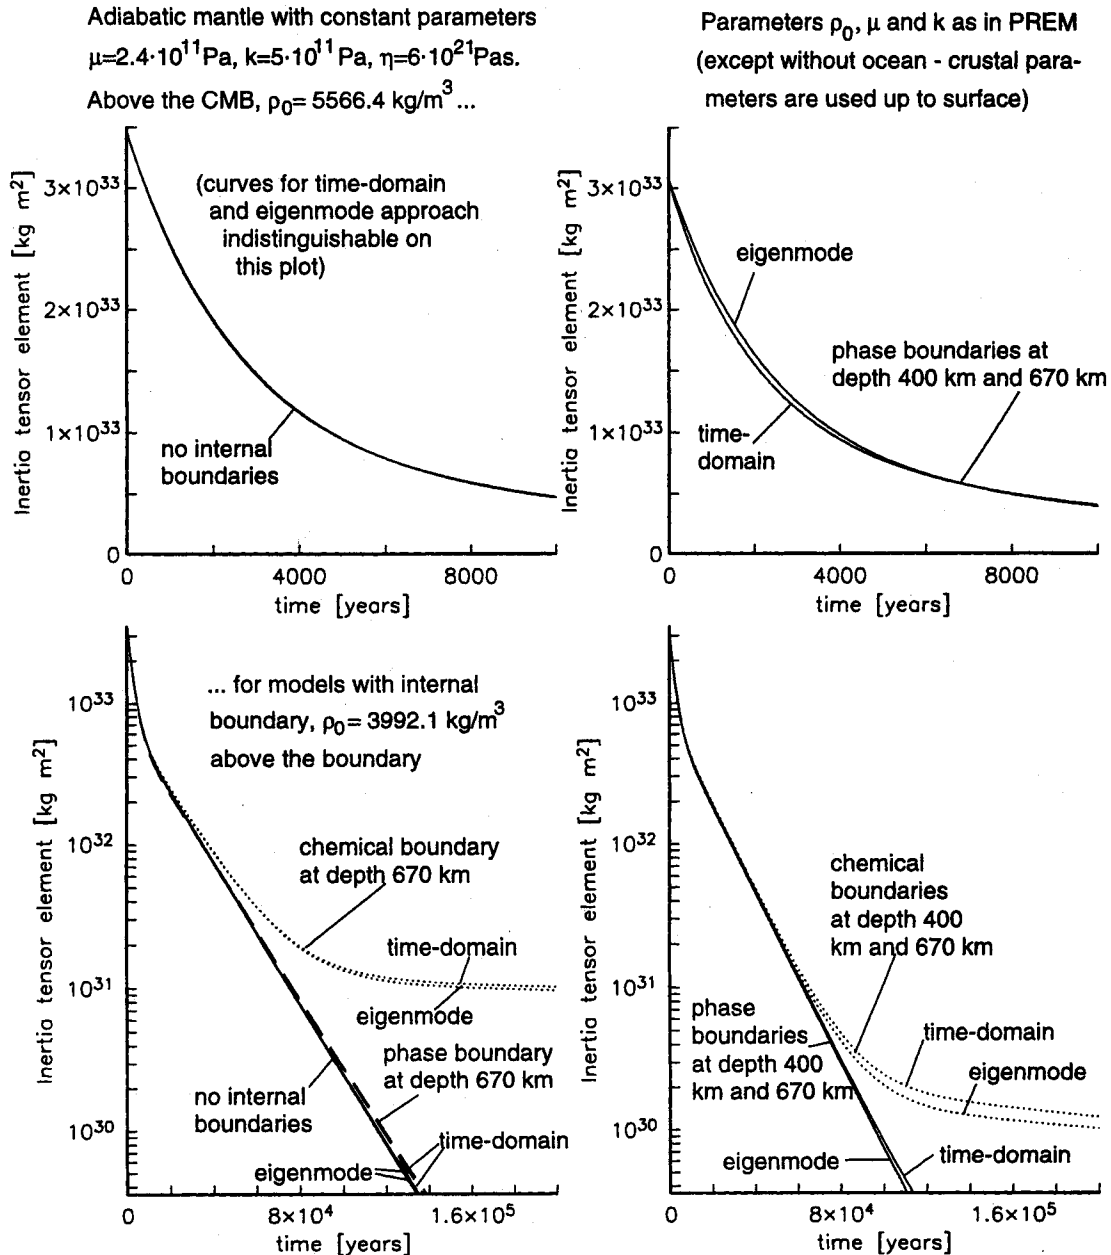 Adiabatic mantle with constant parameters
μ=2.4·10¹¹Pa, k=5·10¹¹Pa, η=6·10²¹Pas.
Above the CMB, ρ₀= 5566.4 kg/m³ ...
Parameters ρ₀, μ and k as in PREM
(except without ocean - crustal para-
meters are used up to surface)
Inertia tensor element [kg m²]
3×10³³
2×10³³
1×10³³
0
(curves for time-domain
and eigenmode approach
indistinguishable on
this plot)
no internal
boundaries
0
4000
8000
time [years]
Inertia tensor element [kg m²]
3×10³³
2×10³³
1×10³³
0
eigenmode
phase boundaries at
depth 400 km and 670 km
time-
domain
0
4000
8000
time [years]
Inertia tensor element [kg m²]
10³³
10³²
10³¹
10³⁰
... for models with internal
boundary, ρ₀= 3992.1 kg/m³
above the boundary
chemical boundary
at depth 670 km
time-domain
eigenmode
phase boundary
at depth 670 km
no internal
boundaries
time-domain
eigenmode
0
8×10⁴
1.6×10⁵
time [years]
Inertia tensor element [kg m²]
10³³
10³²
10³¹
10³⁰
chemical
boundaries
at depth 400
km and 670 km
phase
boundaries
at depth 400
km and 670 km
time-domain
eigenmode
eigenmode
time-domain
0
8×10⁴
1.6×10⁵
time [years]